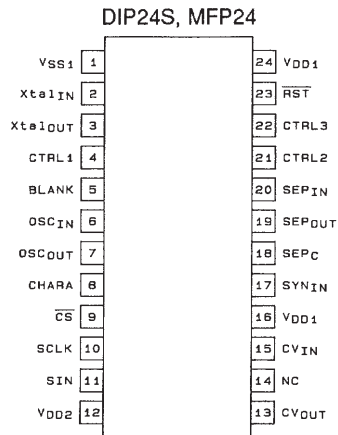 DIP24S, MFP24
VSS1 1 24 VDD1
XtalIN 2 23 R̅S̅T̅
XtalOUT 3 22 CTRL3
CTRL1 4 21 CTRL2
BLANK 5 20 SEPIN
OSCIN 6 19 SEPOUT
OSCOUT 7 18 SEPC
CHARA 8 17 SYNIN
C̅S̅ 9 16 VDD1
SCLK 10 15 CVIN
SIN 11 14 NC
VDD2 12 13 CVOUT